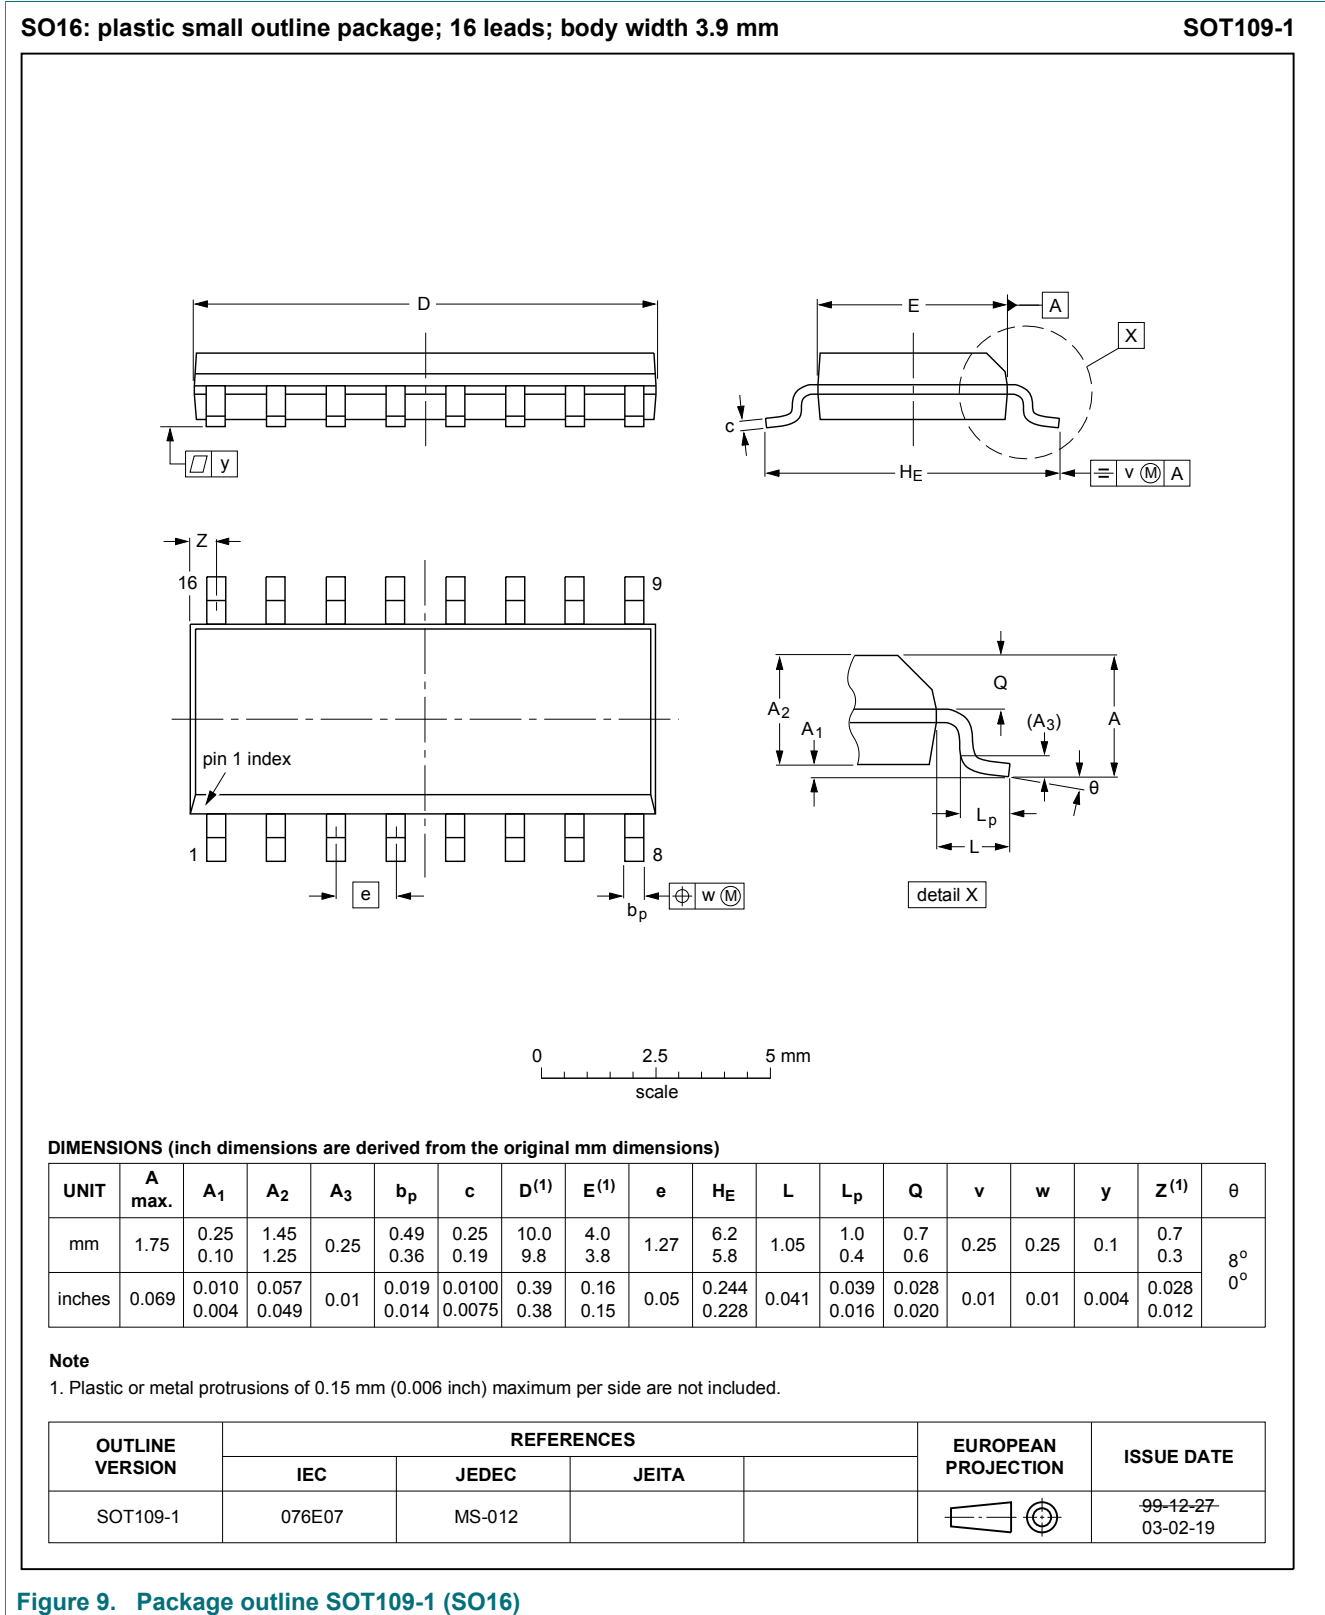 SO16: plastic small outline package; 16 leads; body width 3.9 mm SOT109-1
D
E A
X
c
y
HE
v M A
Z
16 9
pin 1 index
1 8
e
bp
w M
A2
A1
Q
(A3)
A
θ
Lp
L
detail X
0 2.5 5 mm
scale
DIMENSIONS (inch dimensions are derived from the original mm dimensions)
UNIT A max. A1 A2 A3 bp c D(1) E(1) e HE L Lp Q v w y Z(1) θ
mm 1.75 0.25 0.10 1.45 1.25 0.25 0.49 0.36 0.25 0.19 10.0 9.8 4.0 3.8 1.27 6.2 5.8 1.05 1.0 0.4 0.7 0.6 0.25 0.25 0.1 0.7 0.3 8° 0°
inches 0.069 0.010 0.004 0.057 0.049 0.01 0.019 0.014 0.0100 0.0075 0.39 0.38 0.16 0.15 0.05 0.244 0.228 0.041 0.039 0.016 0.028 0.020 0.01 0.01 0.004 0.028 0.012
Note
1. Plastic or metal protrusions of 0.15 mm (0.006 inch) maximum per side are not included.
OUTLINE VERSION REFERENCES EUROPEAN PROJECTION ISSUE DATE
IEC JEDEC JEITA
SOT109-1 076E07 MS-012 99-12-27
03-02-19
Figure 9. Package outline SOT109-1 (SO16)